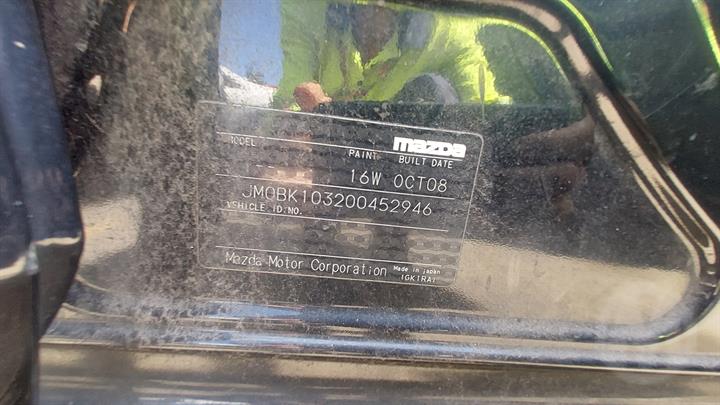 mazda
MODEL PAINT BUILT DATE
16W OCT08
JM0BK103200452946
VEHICLE ID.NO.
Mazda Motor Corporation Made in japan